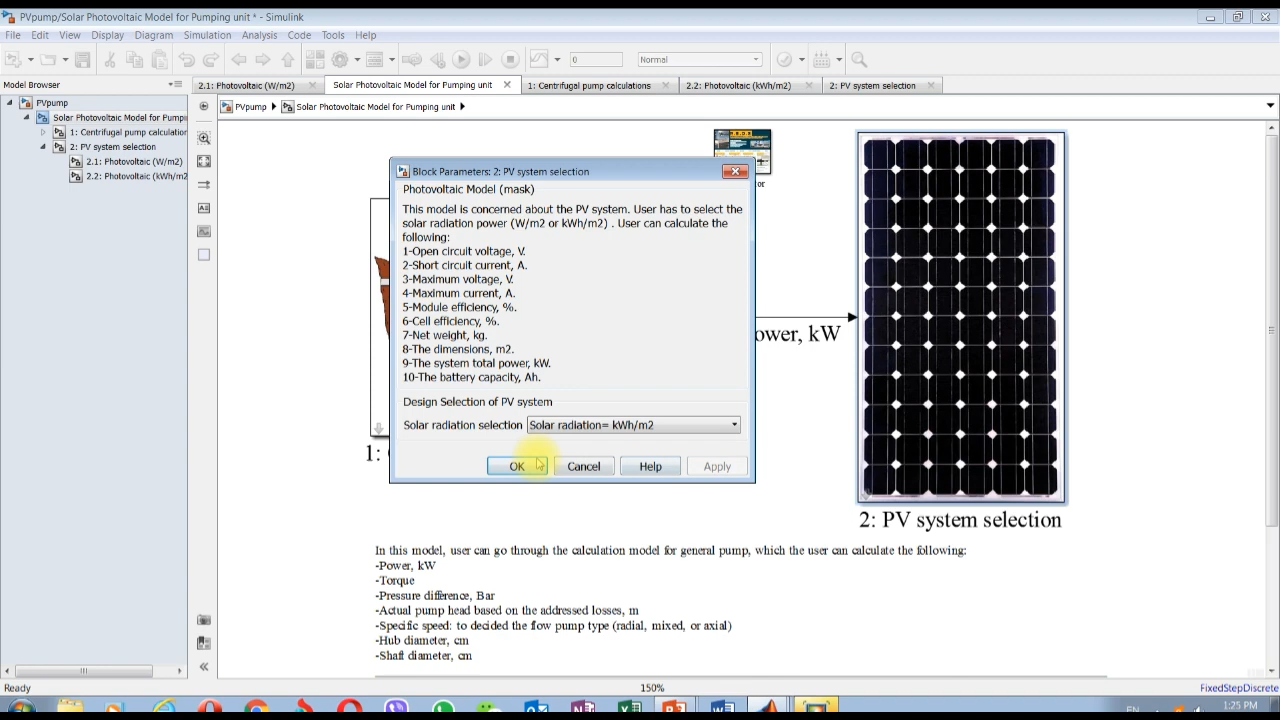 PVpump/Solar Photovoltaic Model for Pumping unit * - Simulink
File Edit View Display Diagram Simulation Analysis Code Tools Help
0 Normal
Model Browser
2.1: Photovoltaic (W/m2) Solar Photovoltaic Model for Pumping unit 1: Centrifugal pump calculations 2.2: Photovoltaic (kWh/m2) 2: PV system selection
PVpump Solar Photovoltaic Model for Pumping unit
PVpump
Solar Photovoltaic Model for Pumpi
1: Centrifugal pump calculation
2: PV system selection
2.1: Photovoltaic (W/m2)
2.2: Photovoltaic (kWh/m2
Block Parameters: 2: PV system selection
Photovoltaic Model (mask)
This model is concerned about the PV system. User has to select the
solar radiation power (W/m2 or kWh/m2) . User can calculate the
following:
1-Open circuit voltage, V.
2-Short circuit current, A.
3-Maximum voltage, V.
4-Maximum current, A.
5-Module efficiency, %.
6-Cell efficiency, %.
7-Net weight, kg.
8-The dimensions, m2.
9-The system total power, kW.
10-The battery capacity, Ah.
Design Selection of PV system
Solar radiation selection Solar radiation= kWh/m2
OK Cancel Help Apply
or
ower, kW
1:
2: PV system selection
In this model, user can go through the calculation model for general pump, which the user can calculate the following:
-Power, kW
-Torque
-Pressure difference, Bar
-Actual pump head based on the addressed losses, m
-Specific speed: to decided the flow pump type (radial, mixed, or axial)
-Hub diameter, cm
-Shaft diameter, cm
Ready 150% FixedStepDiscrete
EN 1:25 PM